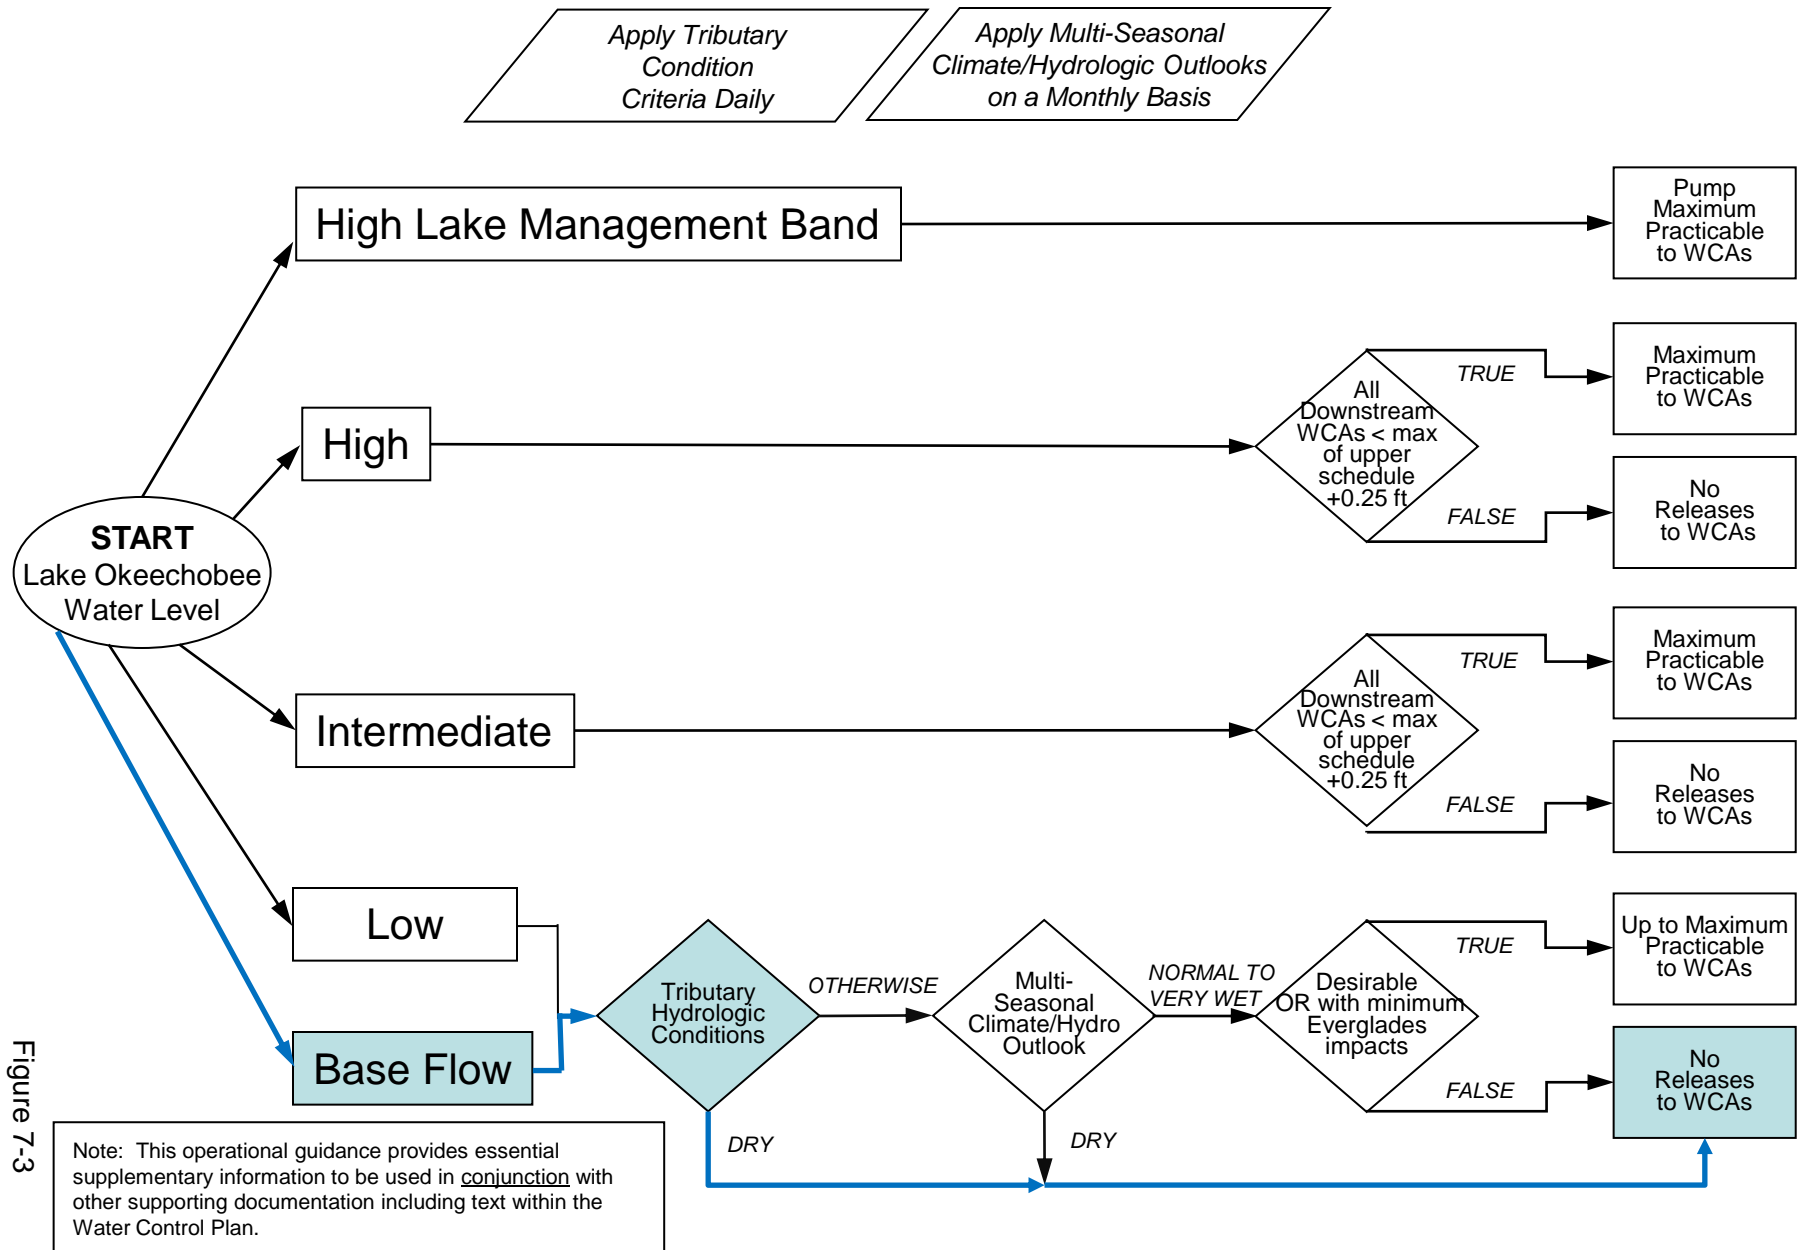 Apply Tributary
Condition
Criteria Daily
Apply Multi-Seasonal
Climate/Hydrologic Outlooks
on a Monthly Basis
High Lake Management Band
Pump
Maximum
Practicable
to WCAs
High
All
Downstream
WCAs < max
of upper
schedule
+0.25 ft
TRUE
Maximum
Practicable
to WCAs
FALSE
No
Releases
to WCAs
START
Lake Okeechobee
Water Level
Intermediate
All
Downstream
WCAs < max
of upper
schedule
+0.25 ft
TRUE
Maximum
Practicable
to WCAs
FALSE
No
Releases
to WCAs
Low
Base Flow
Tributary
Hydrologic
Conditions
OTHERWISE
DRY
Multi-
Seasonal
Climate/Hydro
Outlook
NORMAL TO
VERY WET
DRY
Desirable
OR with minimum
Everglades
impacts
TRUE
Up to Maximum
Practicable
to WCAs
FALSE
No
Releases
to WCAs
Figure 7-3
Note:  This operational guidance provides essential
supplementary information to be used in conjunction with
other supporting documentation including text within the
Water Control Plan.